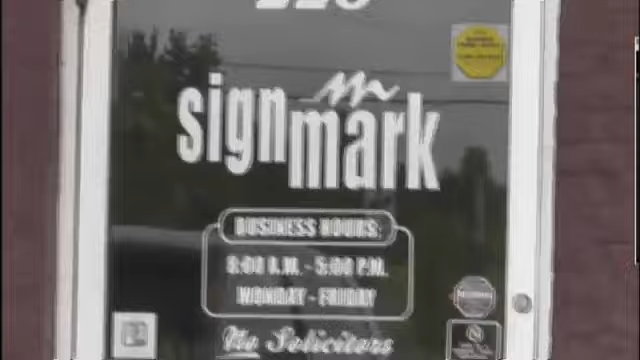 signmark
BUSINESS HOURS:
8:00 A.M. - 5:00 P.M.
MONDAY - FRIDAY
No Solicitors